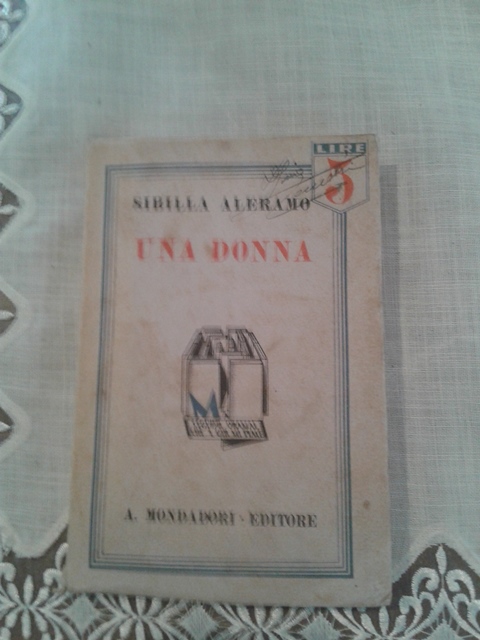 LIRE
5
SIBILLA ALERAMO
UNA DONNA
M
A. MONDADORI · EDITORE